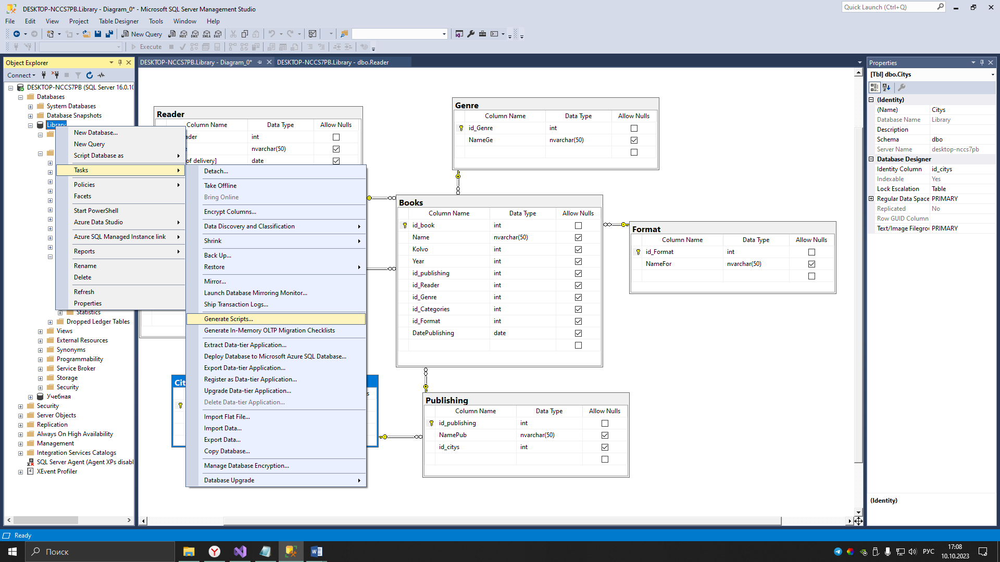 DESKTOP-NCCS7PB.Library - Diagram_0* - Microsoft SQL Server Management Studio
Quick Launch (Ctrl+Q)
File Edit View Project Table Designer Tools Window Help
New Query
MDX DMX XMLA DAX
Execute
Object Explorer
DESKTOP-NCCS7PB.Library - Diagram_0*
DESKTOP-NCCS7PB.Library - dbo.Reader
Connect
DESKTOP-NCCS7PB (SQL Server 16.0.10
Databases
System Databases
Database Snapshots
Library
Statistics
Dropped Ledger Tables
Views
External Resources
Synonyms
Programmability
Service Broker
Storage
Security
Учебная
Security
Server Objects
Replication
Always On High Availability
Management
Integration Services Catalogs
SQL Server Agent (Agent XPs disabl
XEvent Profiler
New Database...
New Query
Script Database as
Tasks
Policies
Facets
Start PowerShell
Azure Data Studio
Azure SQL Managed Instance link
Reports
Rename
Delete
Refresh
Properties
Detach...
Take Offline
Bring Online
Encrypt Columns...
Data Discovery and Classification
Shrink
Back Up...
Restore
Mirror...
Launch Database Mirroring Monitor...
Ship Transaction Logs...
Generate Scripts...
Generate In-Memory OLTP Migration Checklists
Extract Data-tier Application...
Deploy Database to Microsoft Azure SQL Database...
Export Data-tier Application...
Register as Data-tier Application...
Upgrade Data-tier Application...
Delete Data-tier Application...
Import Flat File...
Import Data...
Export Data...
Copy Database...
Manage Database Encryption...
Database Upgrade
Reader
Column Name Data Type Allow Nulls
ader int
e nvarchar(50)
of delivery] date
Cit
s
Genre
Column Name Data Type Allow Nulls
id_Genre int
NameGe nvarchar(50)
Books
Column Name Data Type Allow Nulls
id_book int
Name nvarchar(50)
Kolvo int
Year int
id_publishing int
id_Reader int
id_Genre int
id_Categories int
id_Format int
DatePublishing date
Format
Column Name Data Type Allow Nulls
id_Format int
NameFor nvarchar(50)
Publishing
Column Name Data Type Allow Nulls
id_publishing int
NamePub nvarchar(50)
id_citys int
Properties
[Tbl] dbo.Citys
(Identity)
(Name) Citys
Database Name Library
Description
Schema dbo
Server Name desktop-nccs7pb
Database Designer
Identity Column id_citys
Indexable Yes
Lock Escalation Table
Regular Data Space PRIMARY
Replicated No
Row GUID Column
Text/Image Filegrou PRIMARY
(Identity)
Ready
Поиск
РУС
17:08
10.10.2023